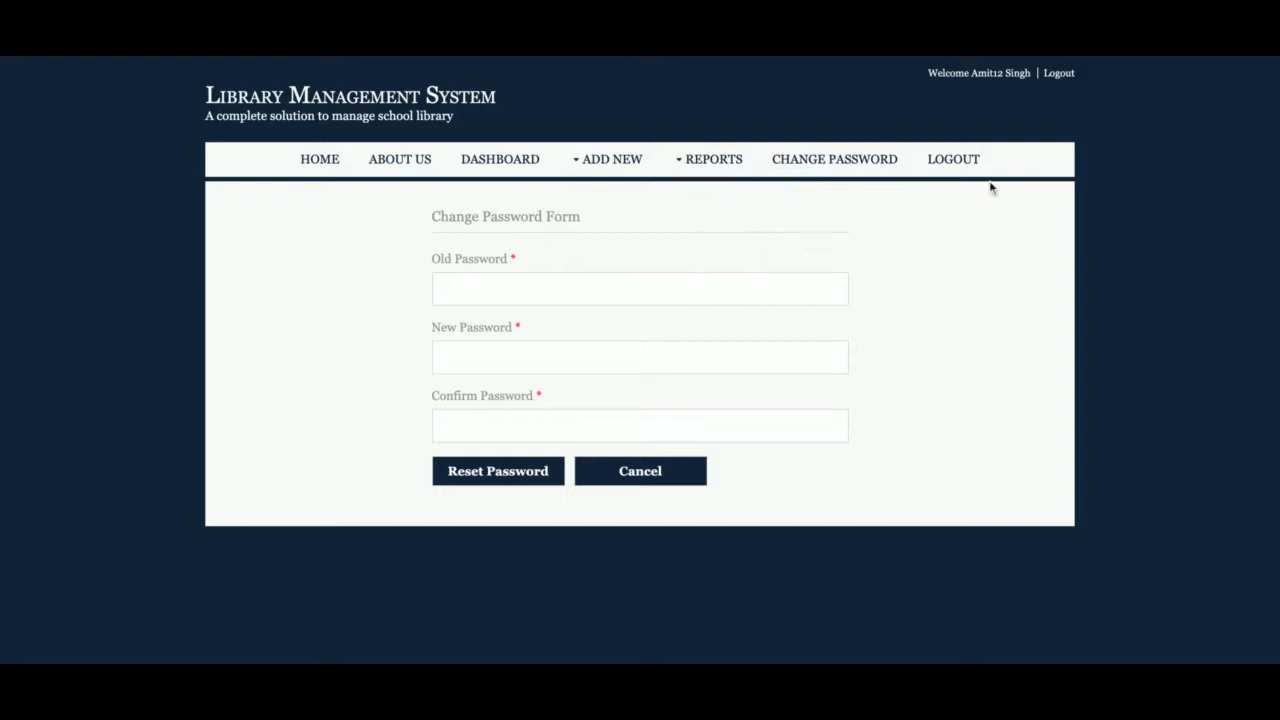 Welcome Amit12 Singh | Logout
LIBRARY MANAGEMENT SYSTEM
A complete solution to manage school library
HOME ABOUT US DASHBOARD ADD NEW REPORTS CHANGE PASSWORD LOGOUT
Change Password Form
Old Password *
New Password *
Confirm Password *
Reset Password Cancel